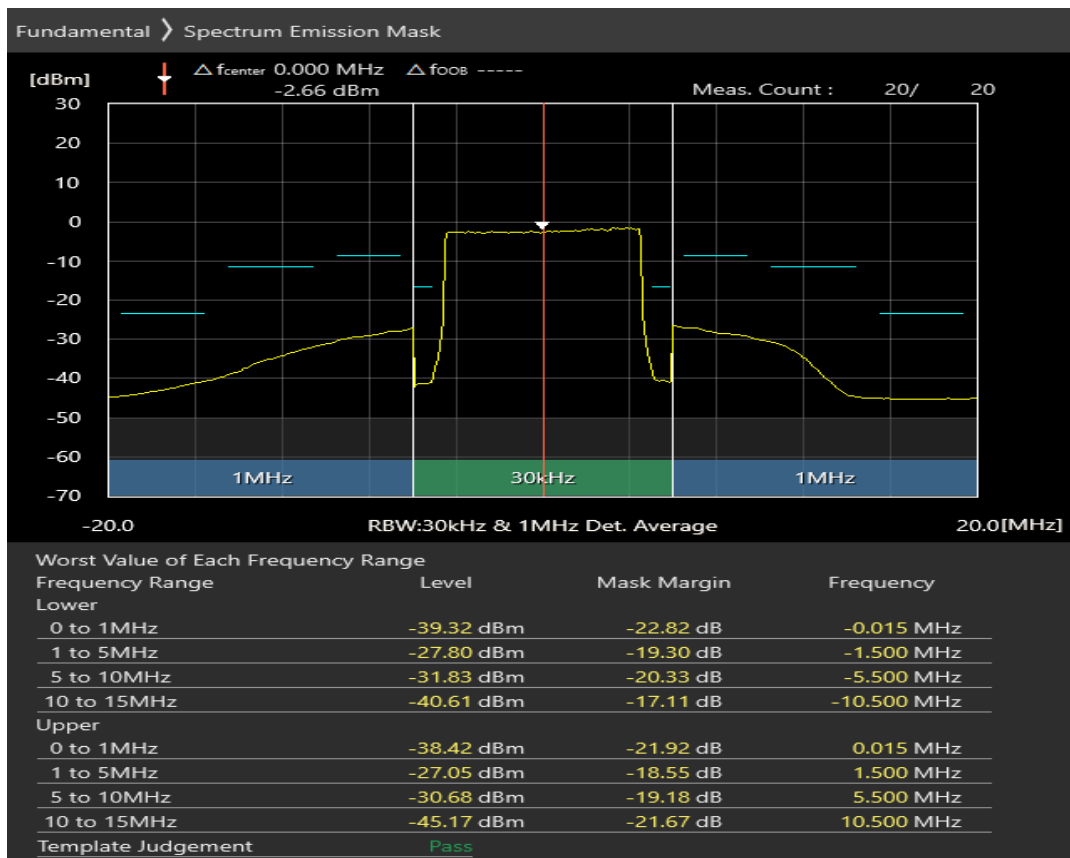 Fundamental ❯ Spectrum Emission Mask
[dBm] △ fcenter 0.000 MHz △ fOOB -----
-2.66 dBm Meas. Count : 20/ 20
30
20
10
0
-10
-20
-30
-40
-50
-60
1MHz 30kHz 1MHz
-70
-20.0 RBW:30kHz & 1MHz Det. Average 20.0[MHz]
Worst Value of Each Frequency Range
Frequency Range Level Mask Margin Frequency
Lower
0 to 1MHz -39.32 dBm -22.82 dB -0.015 MHz
1 to 5MHz -27.80 dBm -19.30 dB -1.500 MHz
5 to 10MHz -31.83 dBm -20.33 dB -5.500 MHz
10 to 15MHz -40.61 dBm -17.11 dB -10.500 MHz
Upper
0 to 1MHz -38.42 dBm -21.92 dB 0.015 MHz
1 to 5MHz -27.05 dBm -18.55 dB 1.500 MHz
5 to 10MHz -30.68 dBm -19.18 dB 5.500 MHz
10 to 15MHz -45.17 dBm -21.67 dB 10.500 MHz
Template Judgement Pass